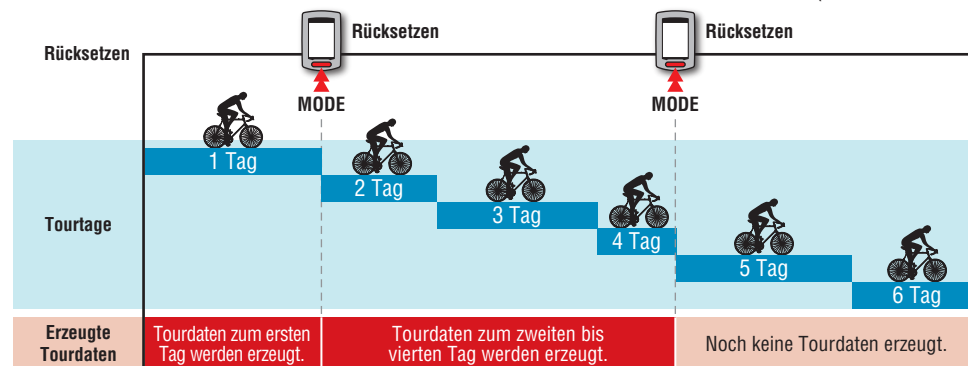 Rücksetzen
Rücksetzen
Rücksetzen
MODE
MODE
Tourtage
1 Tag
2 Tag
3 Tag
4 Tag
5 Tag
6 Tag
Erzeugte
Tourdaten
Tourdaten zum ersten
Tag werden erzeugt.
Tourdaten zum zweiten bis
vierten Tag werden erzeugt.
Noch keine Tourdaten erzeugt.